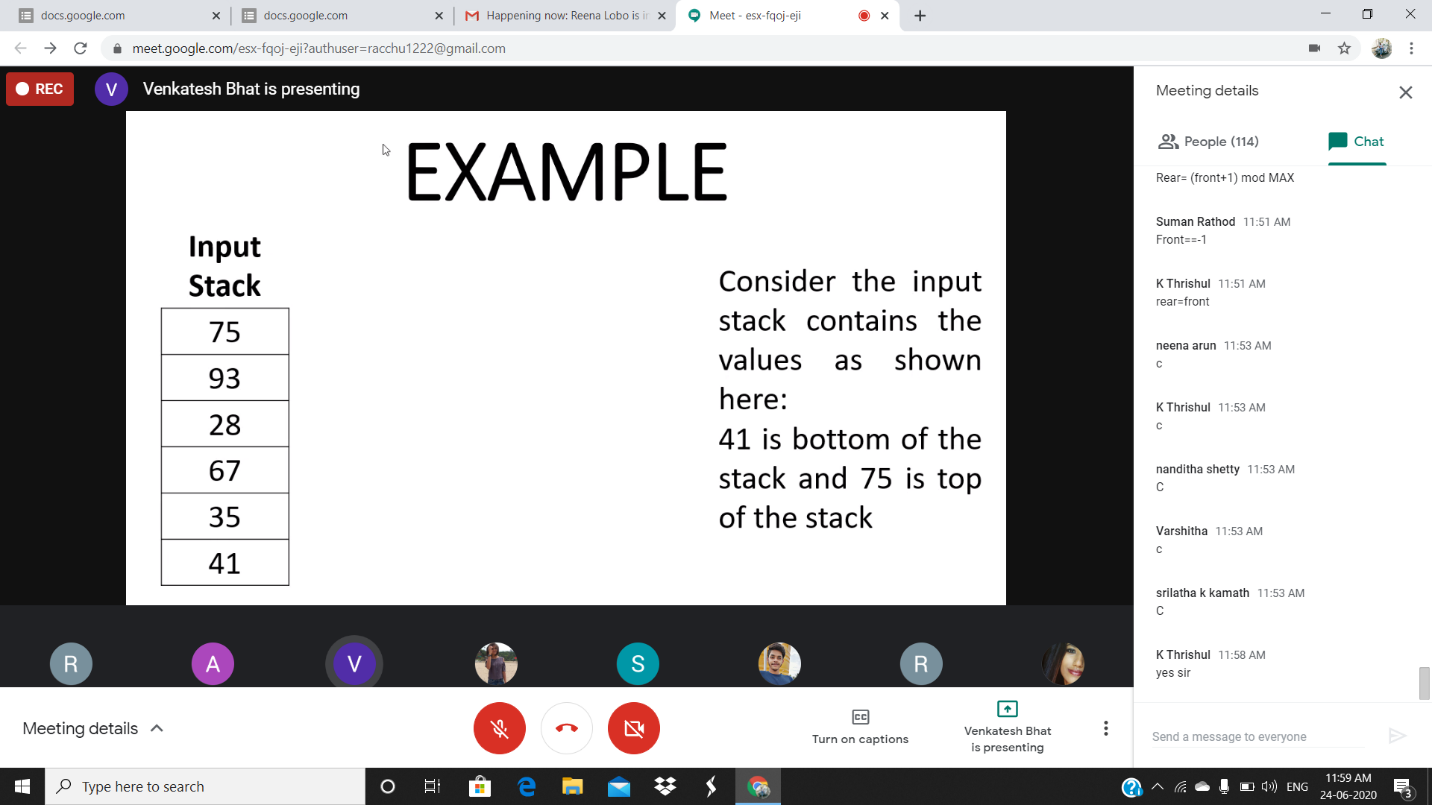 docs.google.com
docs.google.com
Happening now: Reena Lobo is in
Meet - esx-fqoj-eji
meet.google.com/esx-fqoj-eji?authuser=racchu1222@gmail.com
REC
V
Venkatesh Bhat is presenting
EXAMPLE
Input
Stack
75
93
28
67
35
41
Consider the input
stack contains the
values as shown
here:
41 is bottom of the
stack and 75 is top
of the stack
Meeting details
People (114)
Chat
Rear= (front+1) mod MAX
Suman Rathod 11:51 AM
Front==-1
K Thrishul 11:51 AM
rear=front
neena arun 11:53 AM
c
K Thrishul 11:53 AM
c
nanditha shetty 11:53 AM
C
Varshitha 11:53 AM
c
srilatha k kamath 11:53 AM
C
K Thrishul 11:58 AM
yes sir
Send a message to everyone
R
A
V
S
R
Meeting details
CC
Turn on captions
Venkatesh Bhat
is presenting
Type here to search
ENG
11:59 AM
24-06-2020
3